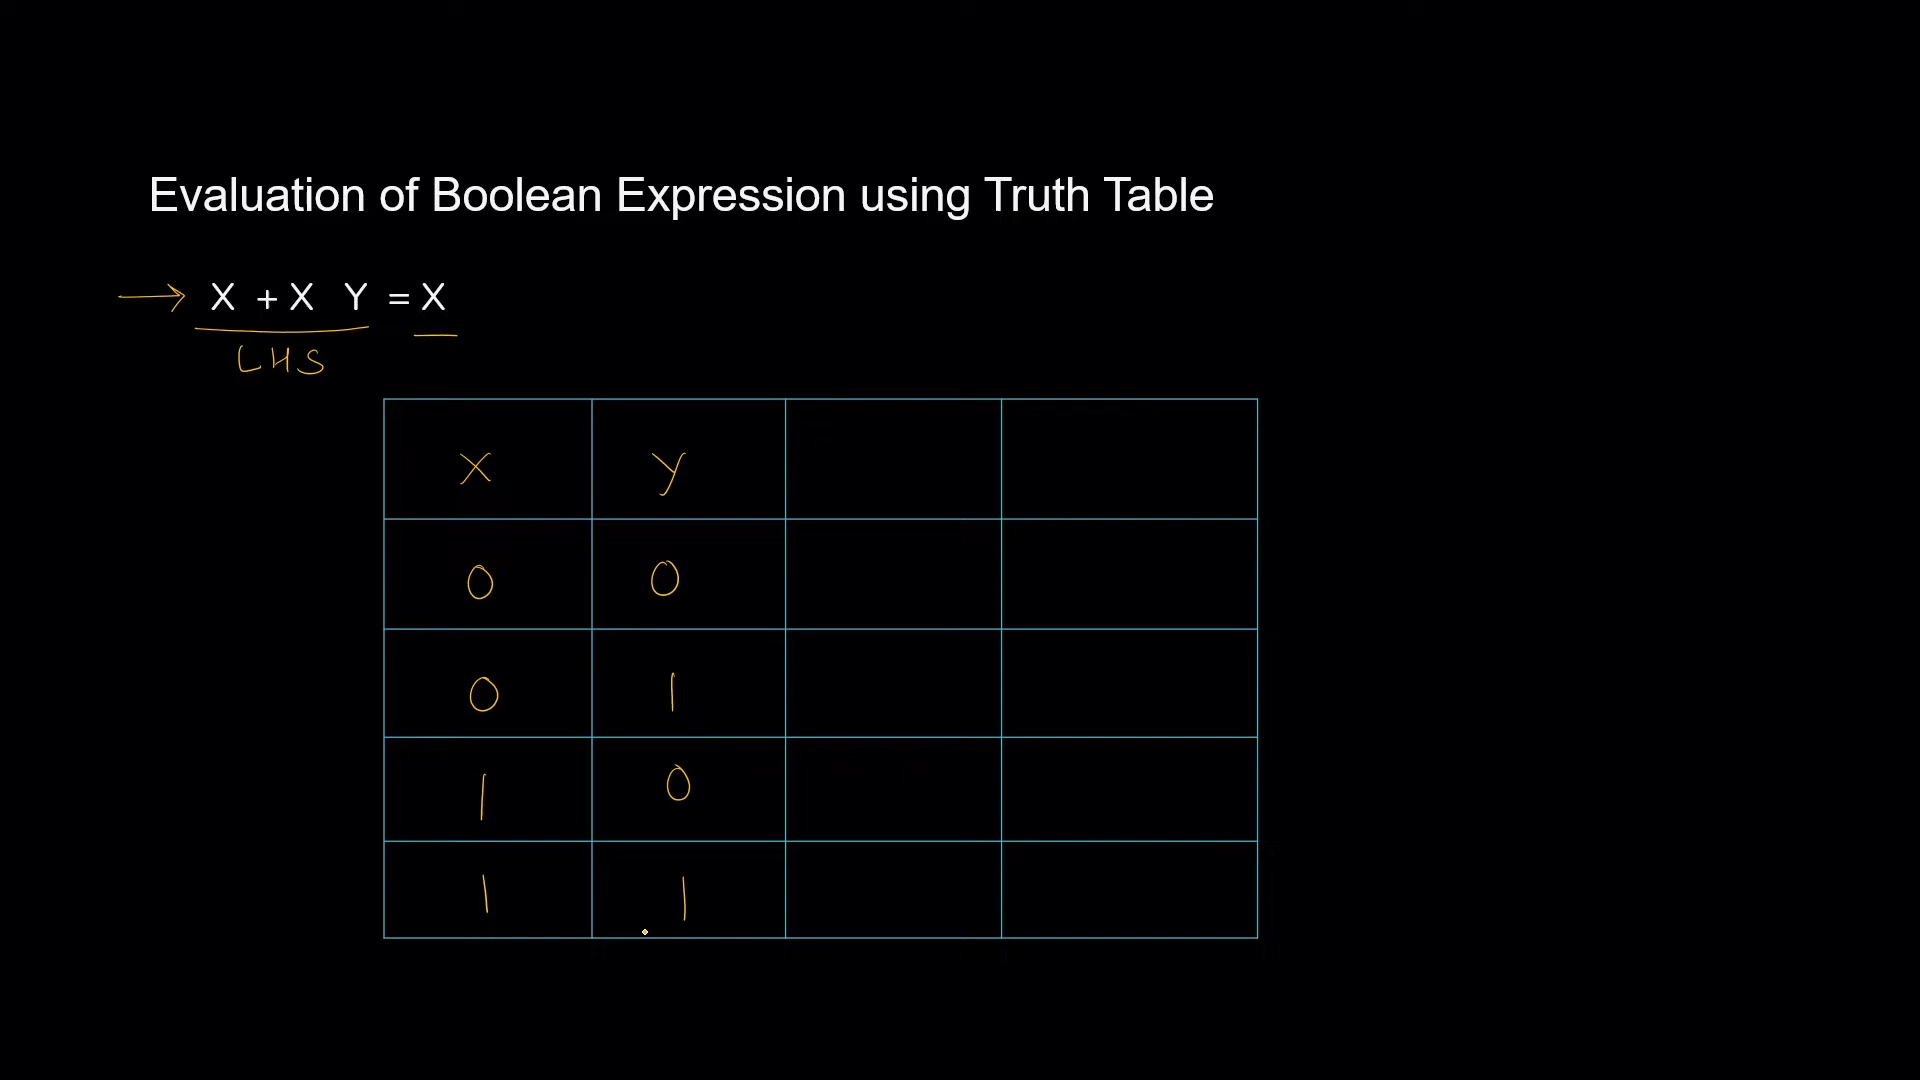 Evaluation of Boolean Expression using Truth Table
X + X Y = X
LHS
X Y
0 0
0 1
1 0
1 1